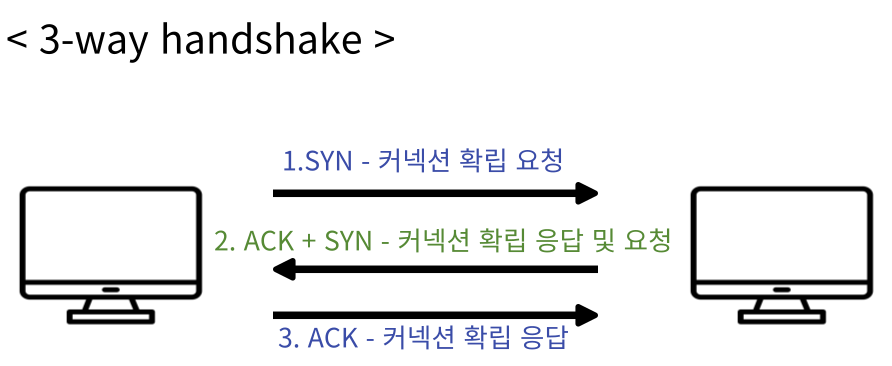 < 3-way handshake >
1.SYN - 커넥션 확립 요청
2. ACK + SYN - 커넥션 확립 응답 및 요청
3. ACK - 커넥션 확립 응답